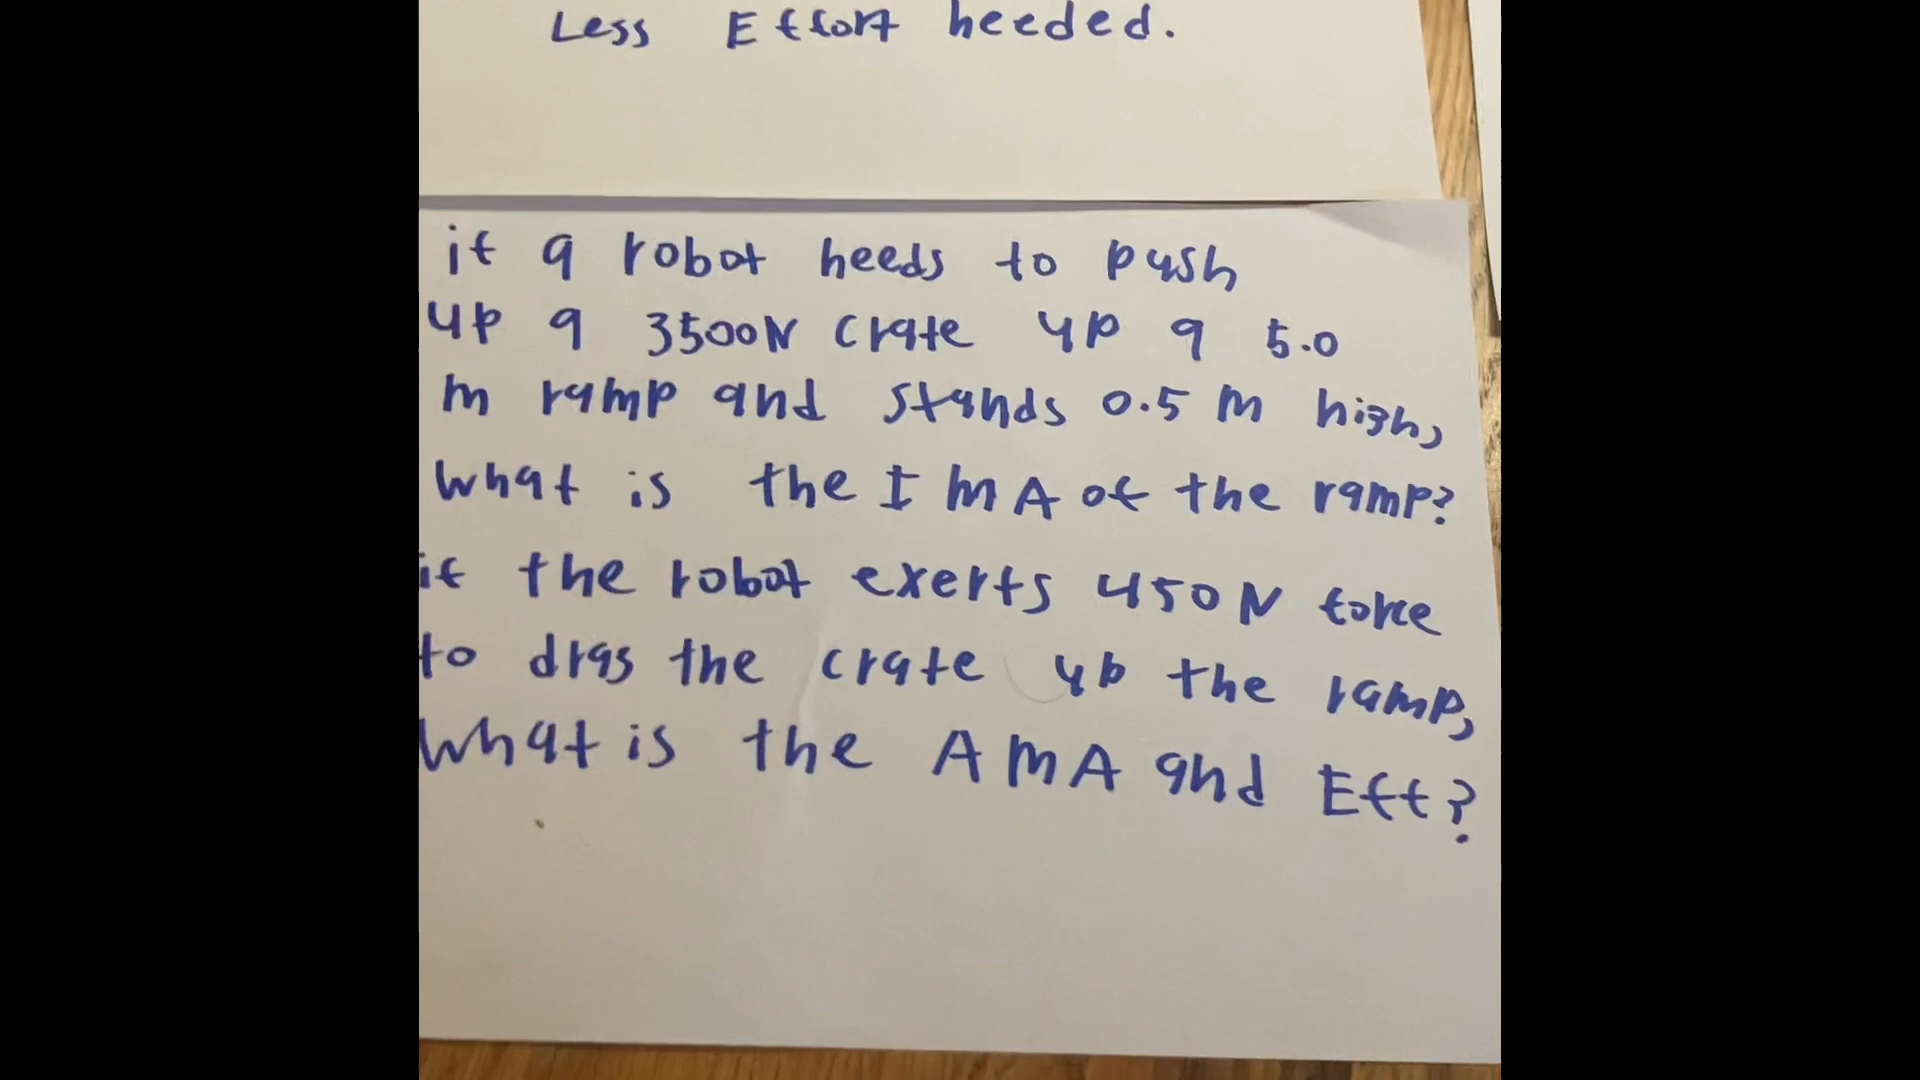 Less Effort needed.
if a robot needs to push
up a 3500N crate up a 5.0
m ramp and stands 0.5 m high,
what is the IMA of the ramp?
if the robot exerts 450N force
to drag the crate up the ramp,
what is the AMA and Eff?